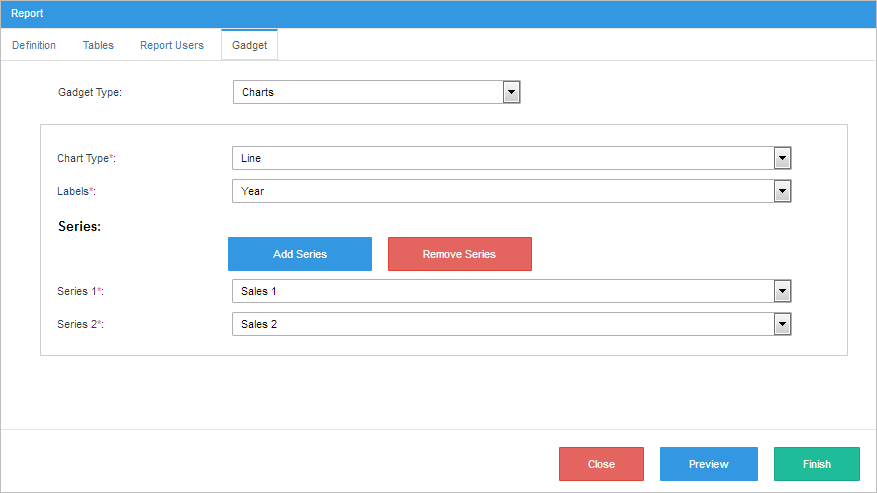 Report
Definition Tables Report Users Gadget
Gadget Type: Charts
Chart Type*: Line
Labels*: Year
Series:
Add Series Remove Series
Series 1*: Sales 1
Series 2*: Sales 2
Close Preview Finish